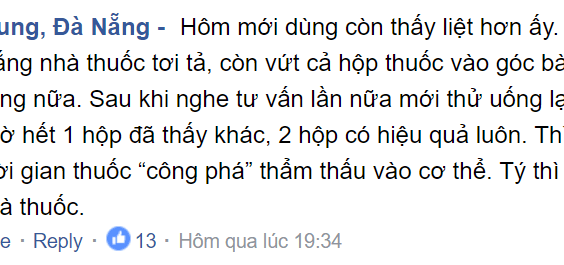 ung, Đà Nẵng - Hôm mới dùng còn thấy liệt hơn ấy.
ắng nhà thuốc tơi tả, còn vứt cả hộp thuốc vào góc bà
ng nữa. Sau khi nghe tư vấn lần nữa mới thử uống lạ
ờ hết 1 hộp đã thấy khác, 2 hộp có hiệu quả luôn. Th
ời gian thuốc “công phá” thẩm thấu vào cơ thể. Tý thì
à thuốc.
e · Reply · 13 · Hôm qua lúc 19:34